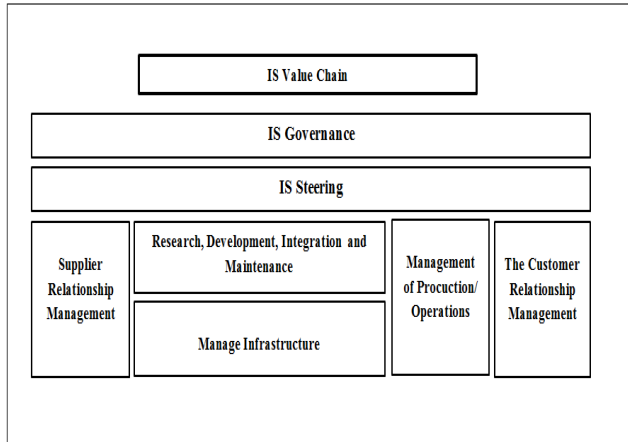 IS Value Chain
IS Governance
IS Steering
Supplier
Relationship
Management
Research, Development, Integration and
Maintenance
Manage Infrastructure
Management
of Procuction/
Operations
The Customer
Relationship
Management